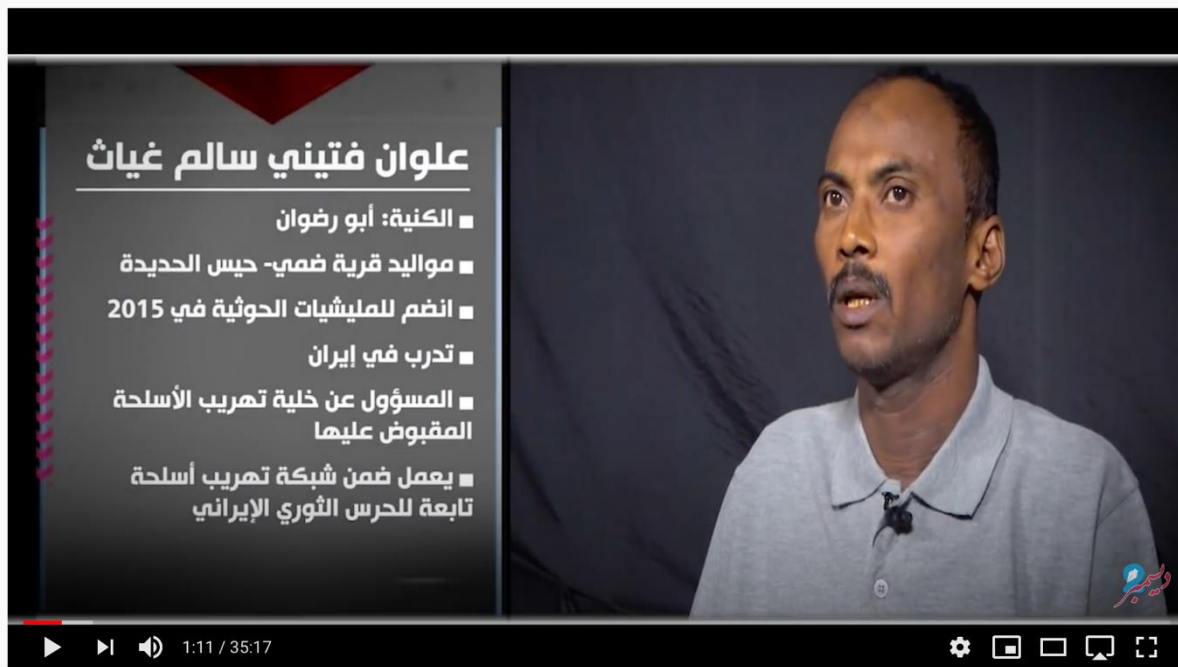 علوان فتيني سالم غياث
■ الكنية: أبو رضوان
■ مواليد قرية ضمي- حيس الحديدة
■ انضم للمليشيات الحوثية في 2015
■ تدرب في إيران
■ المسؤول عن خلية تهريب الأسلحة
المقبوض عليها
■ يعمل ضمن شبكة تهريب أسلحة
تابعة للحرس الثوري الإيراني
ديسمبر
1:11 / 35:17